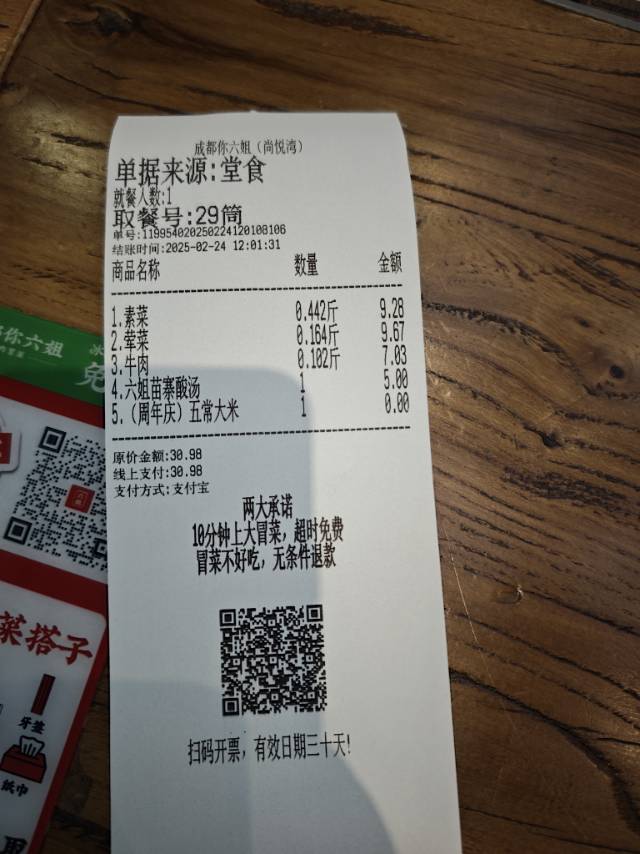 成都你六姐（尚悦湾）
单据来源:堂食
就餐人数:1
取餐号:29筒
单号:119954020250224120108106
结账时间:2025-02-24 12:01:31
商品名称 数量 金额
1.素菜 0.442斤 9.28
2.荤菜 0.164斤 9.67
3.牛肉 0.102斤 7.03
4.六姐苗寨酸汤 1 5.00
5.（周年庆）五常大米 1 0.00
原价金额:30.98
线上支付:30.98
支付方式:支付宝
两大承诺
10分钟上大冒菜，超时免费
冒菜不好吃，无条件退款
扫码开票，有效日期三十天!
你六姐
免
菜搭子
牙签
纸巾